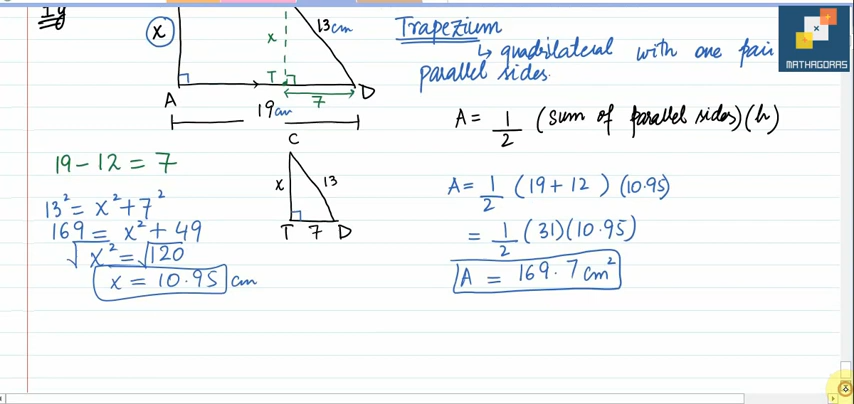 Eg
x
x
13cm
T
A
D
7
19cm
19 - 12 = 7
13² = x² + 7²
169 = x² + 49
√x² = √120
x = 10.95 cm
C
x
13
T 7 D
Trapezium
↳ quadrilateral with one pair
parallel sides.
A = 1/2 (sum of parallel sides)(h)
A = 1/2 (19 + 12) (10.95)
= 1/2 (31)(10.95)
A = 169.7 cm²
MATHAGORAS